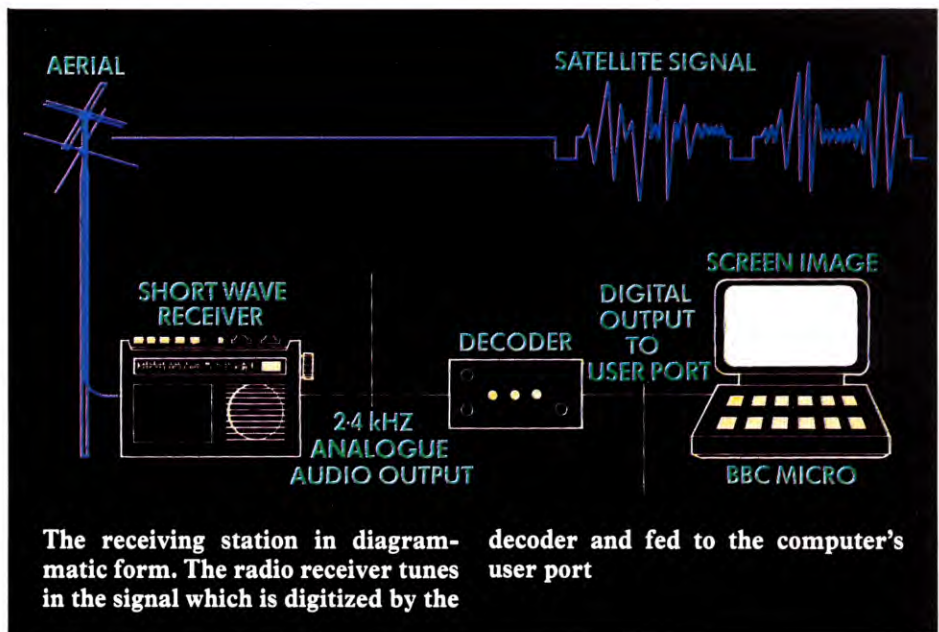 AERIAL
SATELLITE SIGNAL
SHORT WAVE
RECEIVER
2·4 kHZ
ANALOGUE
AUDIO OUTPUT
DECODER
DIGITAL
OUTPUT
TO
USER PORT
SCREEN IMAGE
BBC MICRO
The receiving station in diagram-
matic form. The radio receiver tunes
in the signal which is digitized by the
decoder and fed to the computer's
user port